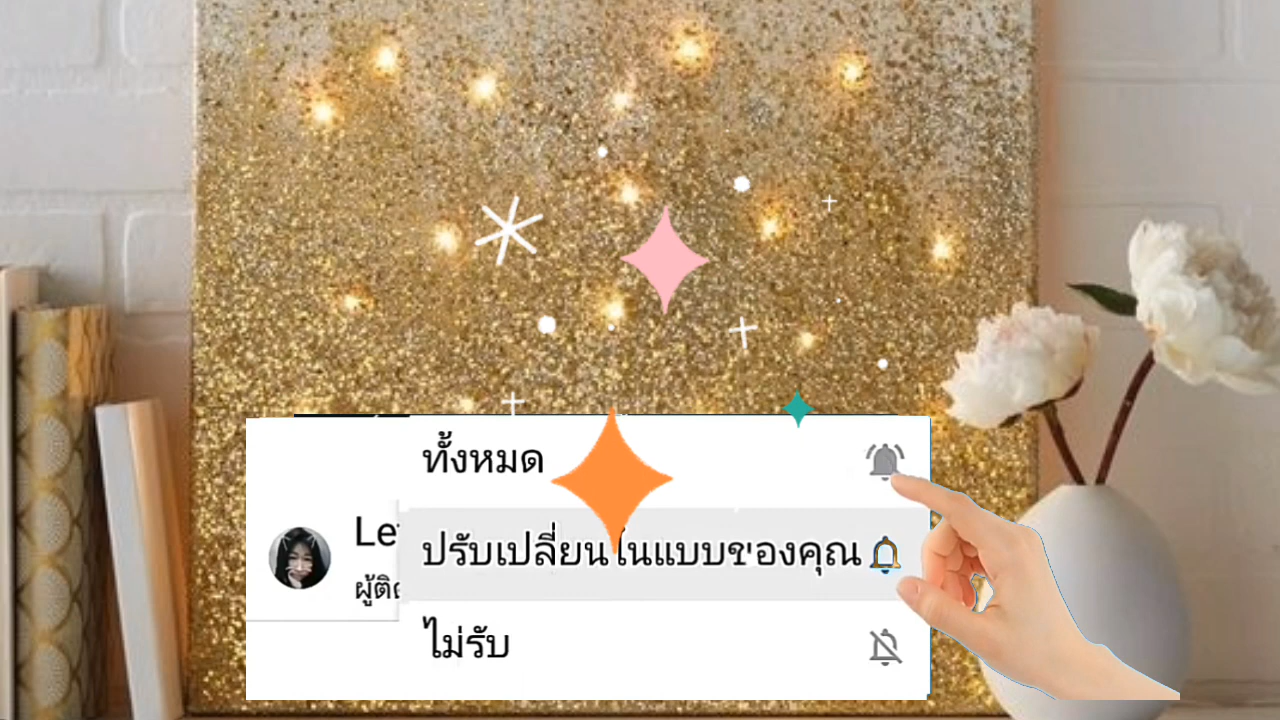 ทั้งหมด
Le
ปรับเปลี่ยนในแบบของคุณ
ผู้ติด
ไม่รับ